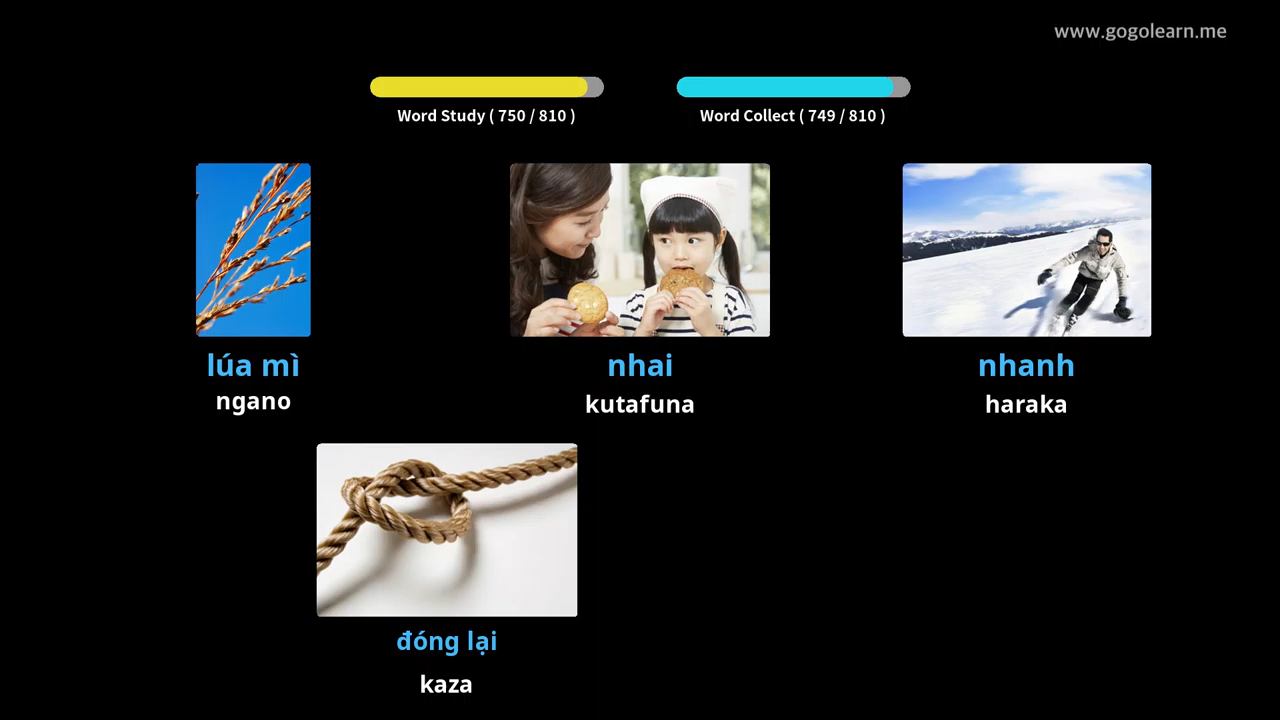 www.gogolearn.me
Word Study ( 750 / 810 )
Word Collect ( 749 / 810 )
lúa mì
ngano
nhai
kutafuna
nhanh
haraka
đóng lại
kaza